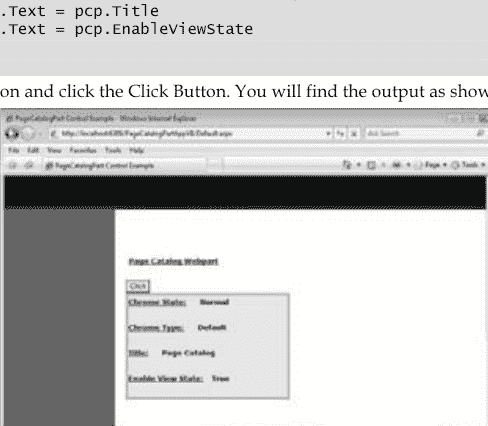 .Text = pcp.Title
.Text = pcp.EnableViewState
on and click the Click Button. You will find the output as show
PageCatalogPart Control Example - Windows Internet Explorer
File Edit View Favorites Tools Help
PageCatalogPart Control Example
Page Tools
Page Catalog Webpart
Click
Chrome State: Normal
Chrome Type: Default
Title: Page Catalog
Enable View State: True